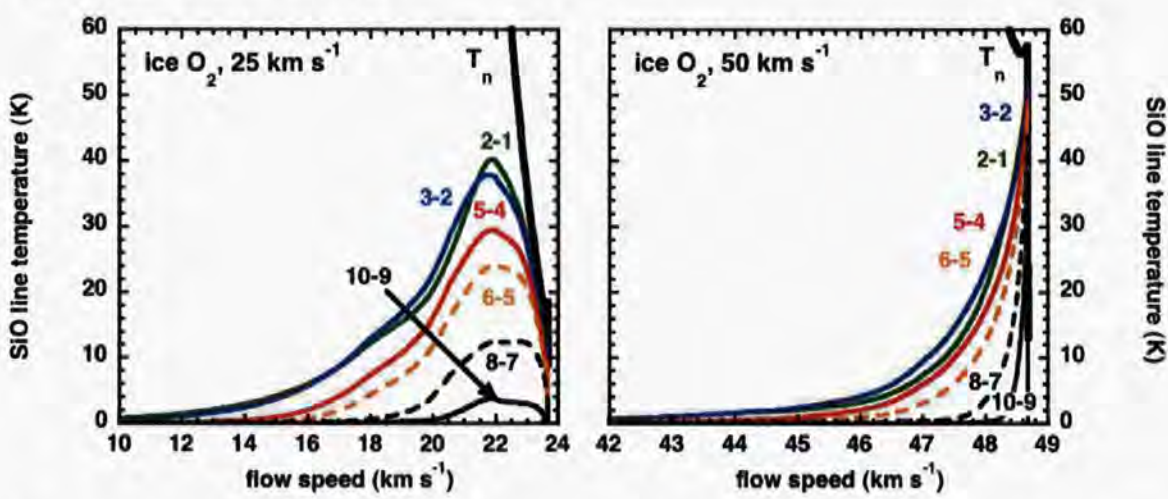 ice O2, 25 km s-1
Tn
2-1
3-2
5-4
10-9
6-5
8-7
60
50
40
30
20
10
0
10 12 14 16 18 20 22 24
SiO line temperature (K)
flow speed (km s-1)
ice O2, 50 km s-1
Tn
3-2
2-1
5-4
6-5
8-7
10-9
60
50
40
30
20
10
0
42 43 44 45 46 47 48 49
SiO line temperature (K)
flow speed (km s-1)